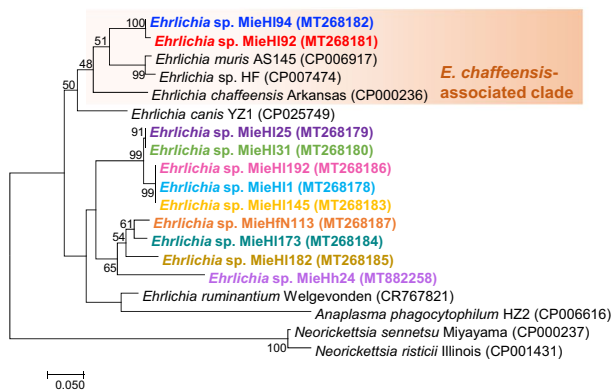 100
Ehrlichia sp. MieHl94 (MT268182)
51
Ehrlichia sp. MieHl92 (MT268181)
Ehrlichia muris AS145 (CP006917)
48
99
Ehrlichia sp. HF (CP007474)
E. chaffeensis-
associated clade
50
Ehrlichia chaffeensis Arkansas (CP000236)
Ehrlichia canis YZ1 (CP025749)
91
Ehrlichia sp. MieHl25 (MT268179)
Ehrlichia sp. MieHl31 (MT268180)
99
Ehrlichia sp. MieHl192 (MT268186)
Ehrlichia sp. MieHl1 (MT268178)
99
Ehrlichia sp. MieHl145 (MT268183)
61
Ehrlichia sp. MieHfN113 (MT268187)
54
Ehrlichia sp. MieHl173 (MT268184)
Ehrlichia sp. MieHl182 (MT268185)
65
Ehrlichia sp. MieHh24 (MT882258)
Ehrlichia ruminantium Welgevonden (CR767821)
Anaplasma phagocytophilum HZ2 (CP006616)
Neorickettsia sennetsu Miyayama (CP000237)
100
Neorickettsia risticii Illinois (CP001431)
0.050